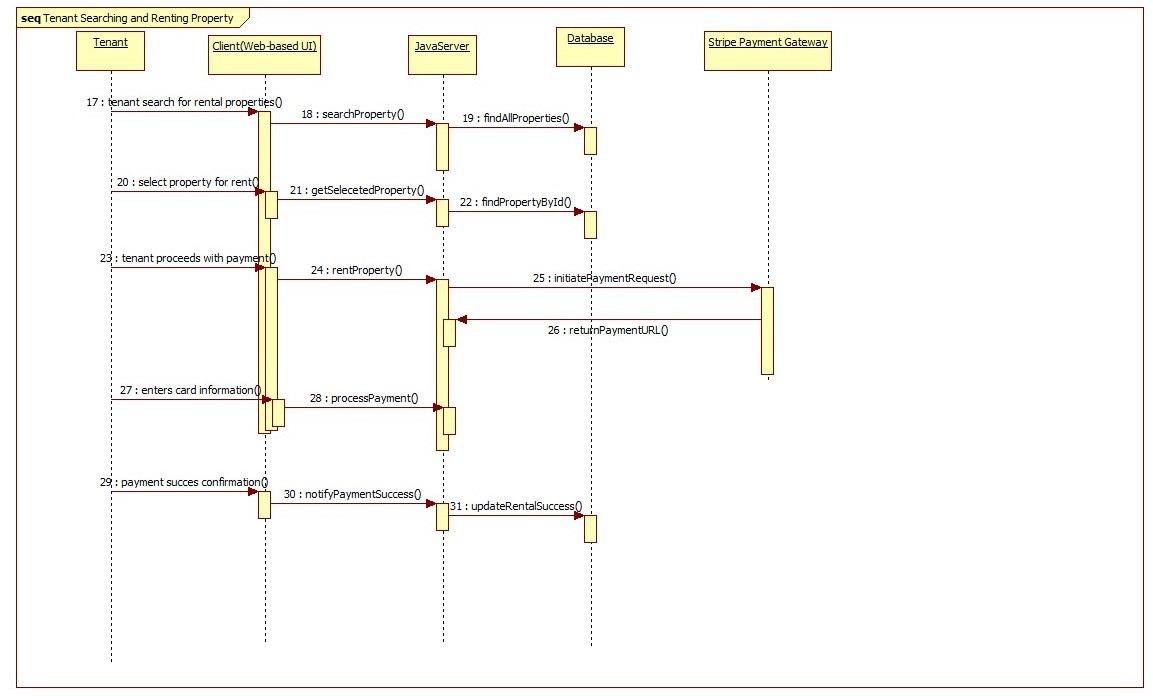 seq Tenant Searching and Renting Property
Tenant
Client(Web-based UI)
JavaServer
Database
Stripe Payment Gateway
17 : tenant search for rental properties()
18 : searchProperty()
19 : findAllProperties()
20 : select property for rent()
21 : getSelecetedProperty()
22 : findPropertyById()
23 : tenant proceeds with payment()
24 : rentProperty()
25 : initiatePaymentRequest()
26 : returnPaymentURL()
27 : enters card information()
28 : processPayment()
29 : payment succes confirmation()
30 : notifyPaymentSuccess()
31 : updateRentalSuccess()